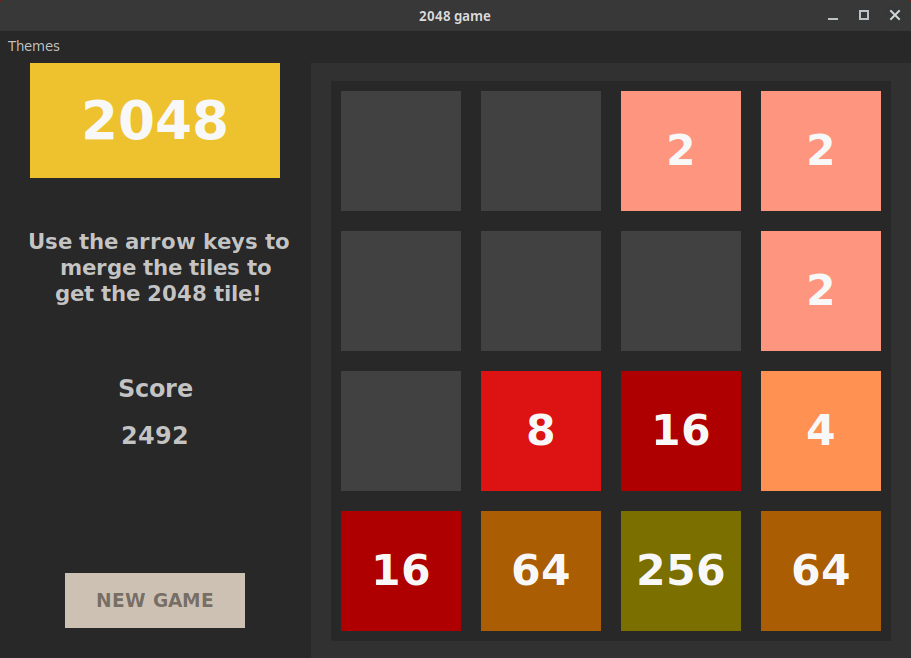 2048 game
Themes
2048
Use the arrow keys to
merge the tiles to
get the 2048 tile!
Score
2492
NEW GAME
2 2
2
8 16 4
16 64 256 64